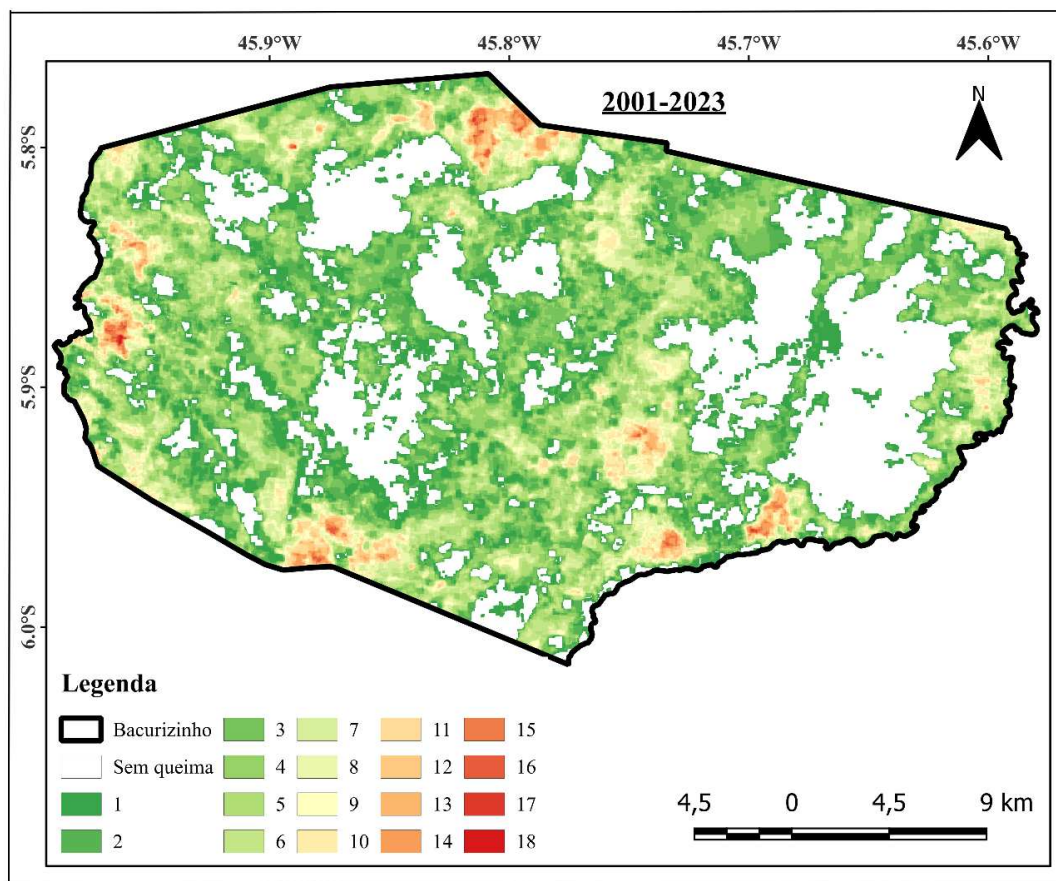 45.9°W 45.8°W 45.7°W 45.6°W
2001-2023
N
5.8°S
5.9°S
6.0°S
Legenda
Bacurizinho 3 7 11 15
Sem queima 4 8 12 16
1 5 9 13 17
2 6 10 14 18
4,5 0 4,5 9 km